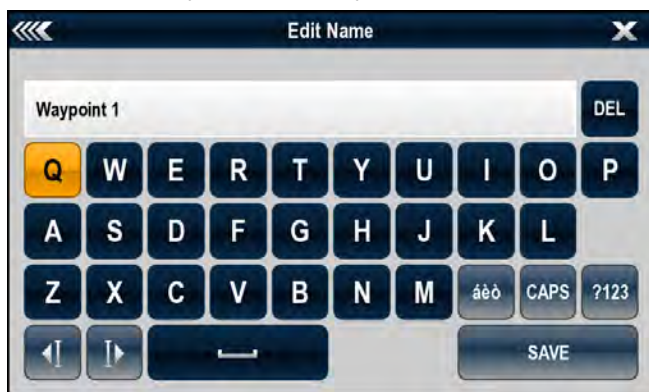 Edit Name
Waypoint 1 DEL
Q W E R T Y U I O P
A S D F G H J K L
Z X C V B N M áèò CAPS ?123
SAVE